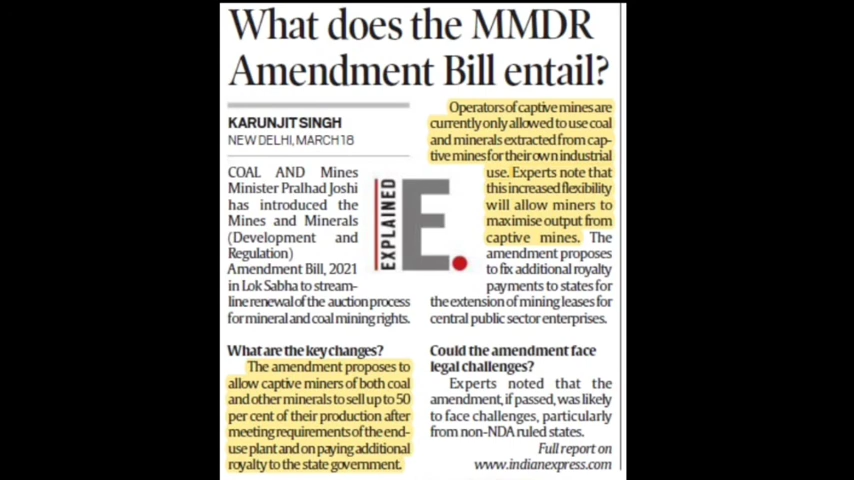 What does the MMDR
Amendment Bill entail?
KARUNJIT SINGH
NEW DELHI, MARCH 18
COAL AND Mines
Minister Pralhad Joshi
has introduced the
Mines and Minerals
(Development and
Regulation)
Amendment Bill, 2021
in Lok Sabha to stream-
line renewal of the auction process
for mineral and coal mining rights.
What are the key changes?
The amendment proposes to
allow captive miners of both coal
and other minerals to sell up to 50
per cent of their production after
meeting requirements of the end-
use plant and on paying additional
royalty to the state government.
EXPLAINED
E.
Operators of captive mines are
currently only allowed to use coal
and minerals extracted from cap-
tive mines for their own industrial
use. Experts note that
this increased flexibility
will allow miners to
maximise output from
captive mines. The
amendment proposes
to fix additional royalty
payments to states for
the extension of mining leases for
central public sector enterprises.
Could the amendment face
legal challenges?
Experts noted that the
amendment, if passed, was likely
to face challenges, particularly
from non-NDA ruled states.
Full report on
www.indianexpress.com